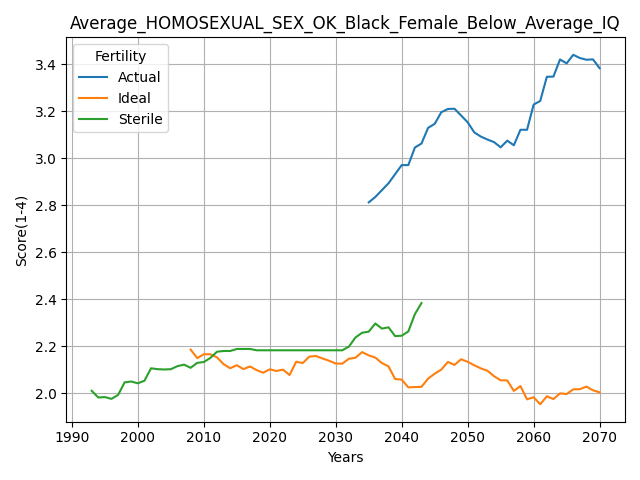 Average_HOMOSEXUAL_SEX_OK_Black_Female_Below_Average_IQ
Fertility
Actual
Ideal
Sterile
Score(1-4)
3.4
3.2
3.0
2.8
2.6
2.4
2.2
2.0
1990 2000 2010 2020 2030 2040 2050 2060 2070
Years